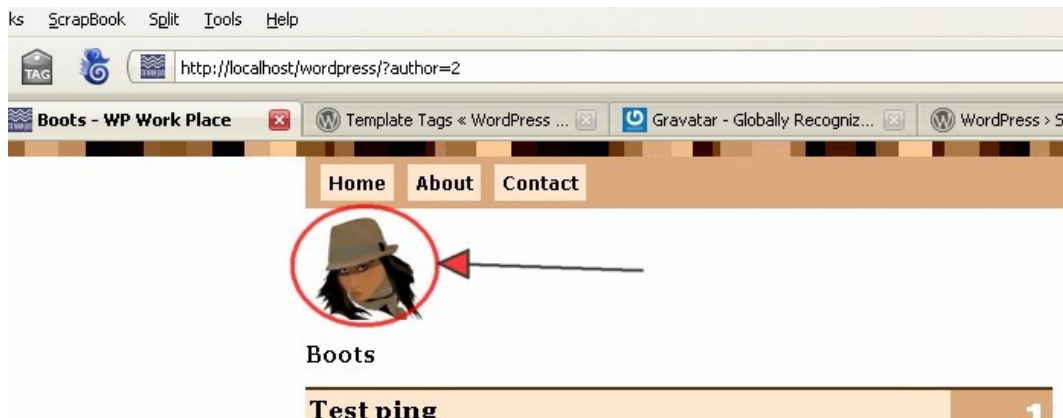 ks ScrapBook Split Tools Help
TAG http://localhost/wordpress/?author=2
Boots - WP Work Place Template Tags « WordPress ... Gravatar - Globally Recogniz... WordPress › S
Home About Contact
Boots
Test ping 1